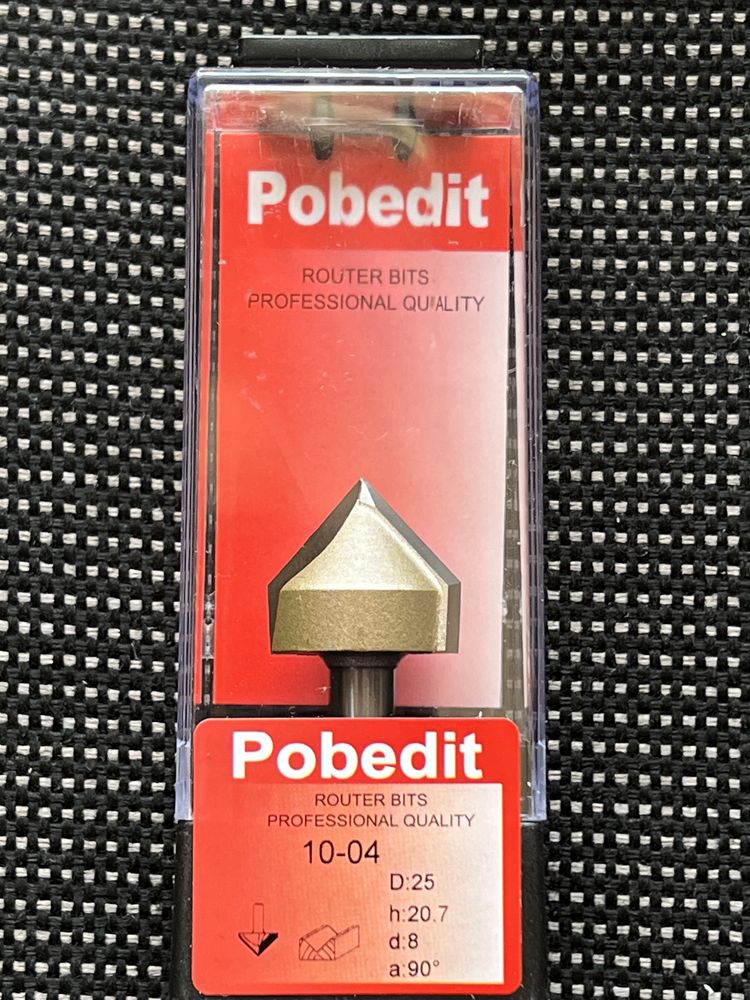 Pobedit
ROUTER BITS
PROFESSIONAL QUALITY
Pobedit
ROUTER BITS
PROFESSIONAL QUALITY
10-04
D:25
h:20.7
d:8
a:90°